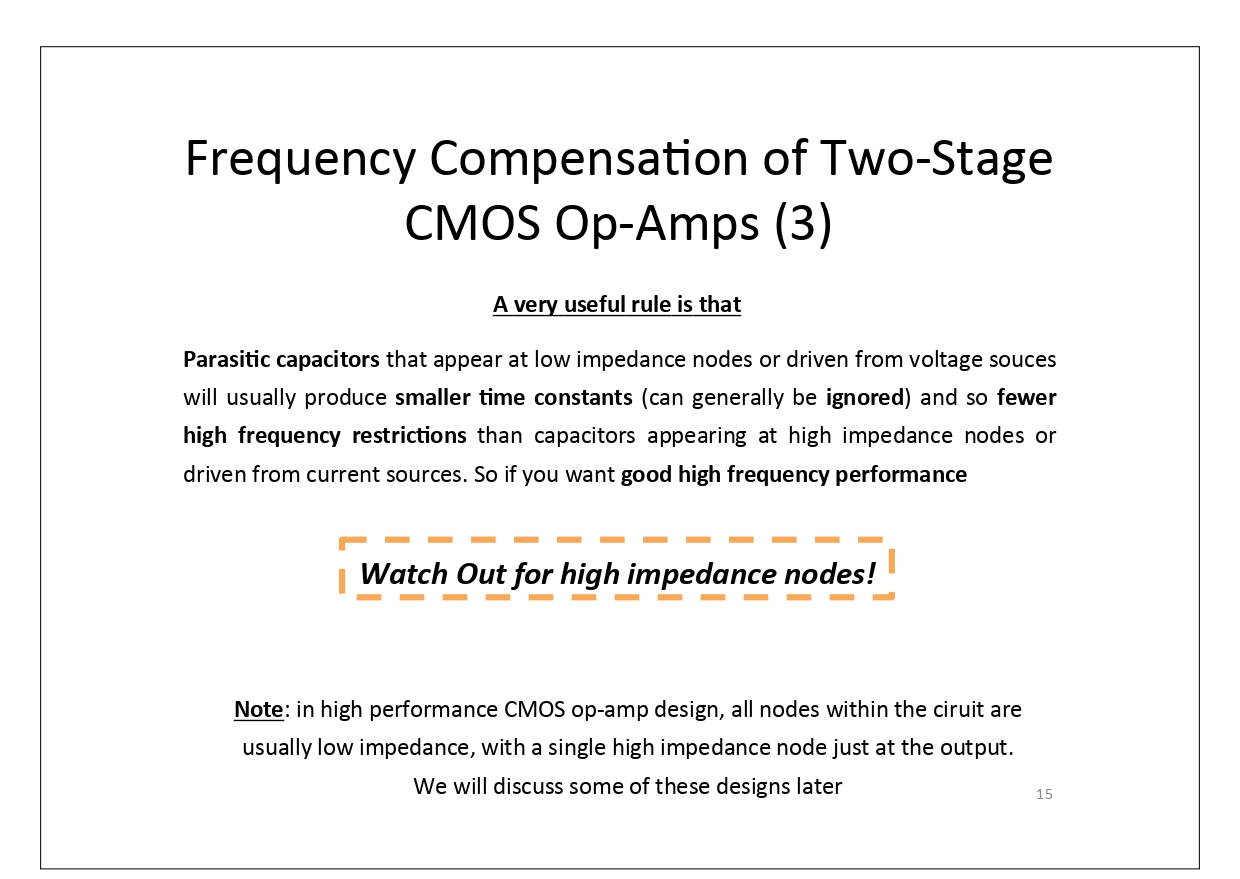 Frequency Compensation of Two-Stage
CMOS Op-Amps (3)
A very useful rule is that
Parasitic capacitors that appear at low impedance nodes or driven from voltage souces
will usually produce smaller time constants (can generally be ignored) and so fewer
high frequency restrictions than capacitors appearing at high impedance nodes or
driven from current sources. So if you want good high frequency performance
Watch Out for high impedance nodes!
Note: in high performance CMOS op-amp design, all nodes within the ciruit are
usually low impedance, with a single high impedance node just at the output.
We will discuss some of these designs later
15